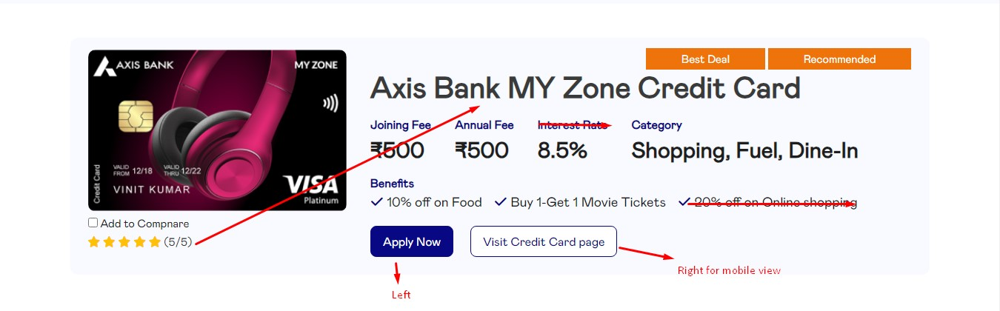 Best Deal
Recommended
AXIS BANK
MY ZONE
Credit Card
VALID FROM 12/18
VALID THRU 12/22
VINIT KUMAR
VISA
Platinum
Add to Compnare
(5/5)
Axis Bank MY Zone Credit Card
Joining Fee Annual Fee Interest Rate Category
₹500 ₹500 8.5% Shopping, Fuel, Dine-In
Benefits
10% off on Food Buy 1-Get 1 Movie Tickets 20% off on Online shopping
Apply Now Visit Credit Card page
Right for mobile view
Left